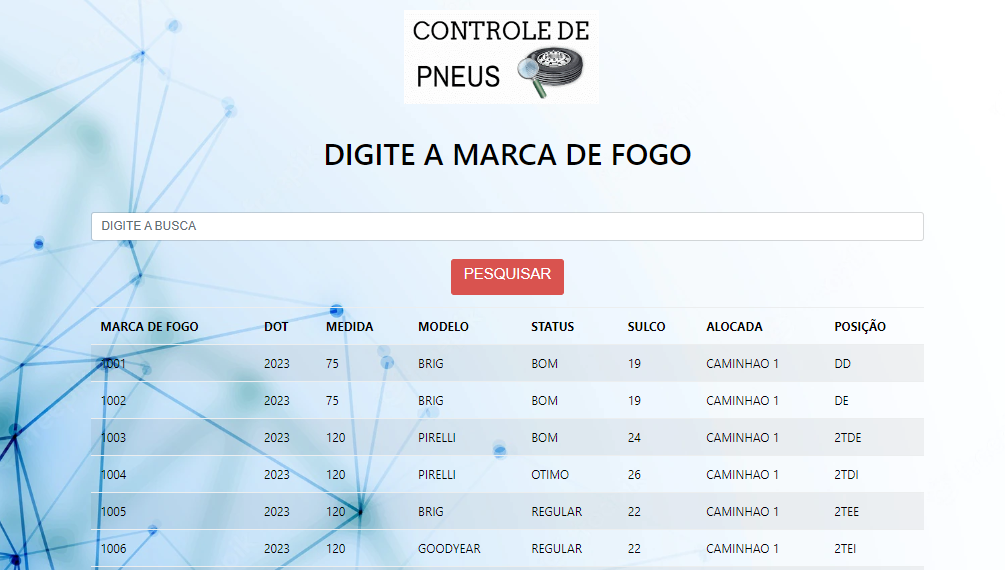 CONTROLE DE
PNEUS
DIGITE A MARCA DE FOGO
DIGITE A BUSCA
PESQUISAR
MARCA DE FOGO DOT MEDIDA MODELO STATUS SULCO ALOCADA POSIÇÃO
1001 2023 75 BRIG BOM 19 CAMINHAO 1 DD
1002 2023 75 BRIG BOM 19 CAMINHAO 1 DE
1003 2023 120 PIRELLI BOM 24 CAMINHAO 1 2TDE
1004 2023 120 PIRELLI OTIMO 26 CAMINHAO 1 2TDI
1005 2023 120 BRIG REGULAR 22 CAMINHAO 1 2TEE
1006 2023 120 GOODYEAR REGULAR 22 CAMINHAO 1 2TEI